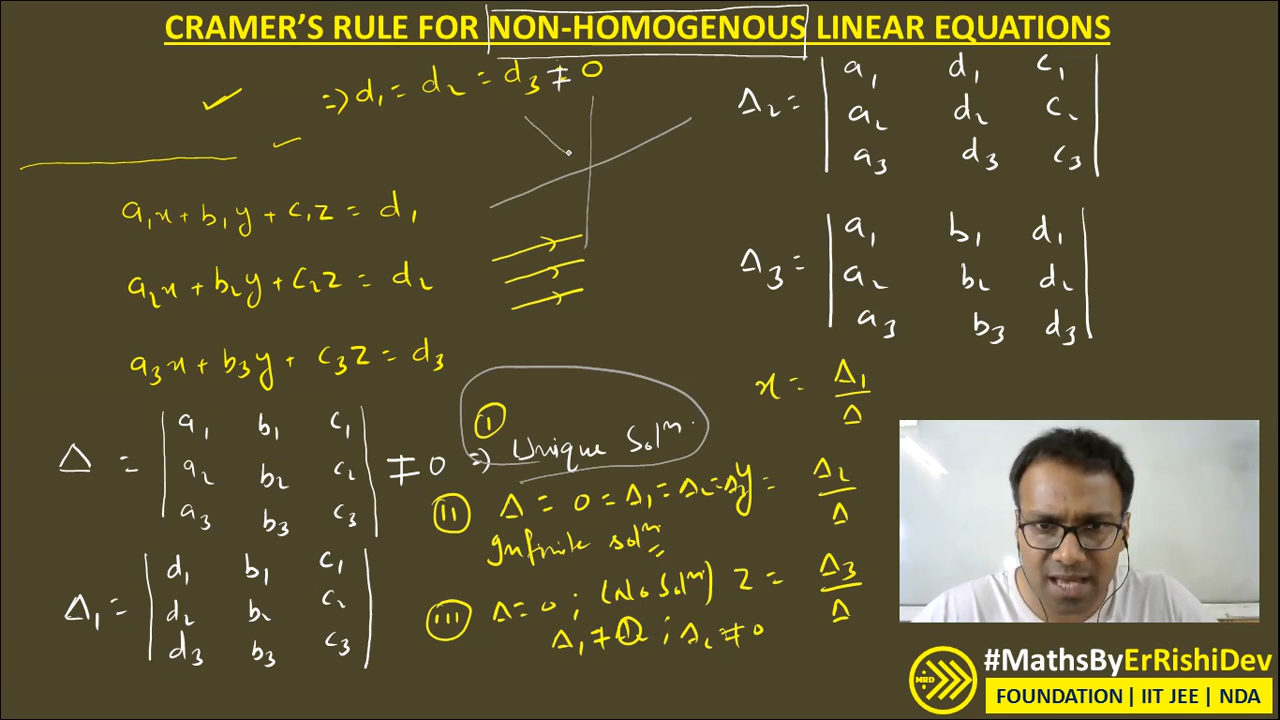 CRAMER'S RULE FOR NON-HOMOGENOUS LINEAR EQUATIONS
⇒ d₁ = d₂ = d₃ ≠ 0
a₁x + b₁y + c₁z = d₁
a₂x + b₂y + c₂z = d₂
a₃x + b₃y + c₃z = d₃
Δ = | a₁ b₁ c₁ |
| a₂ b₂ c₂ | ≠ 0 ⇒ ① Unique Solⁿ.
| a₃ b₃ c₃ |
Δ₁ = | d₁ b₁ c₁ |
| d₂ b₂ c₂ |
| d₃ b₃ c₃ |
Δ₂ = | a₁ d₁ c₁ |
| a₂ d₂ c₂ |
| a₃ d₃ c₃ |
Δ₃ = | a₁ b₁ d₁ |
| a₂ b₂ d₂ |
| a₃ b₃ d₃ |
x = Δ₁/Δ
y = Δ₂/Δ
z = Δ₃/Δ
(II) Δ = 0 = Δ₁ = Δ₂ = Δ₃
Infinite solⁿ
(III) Δ = 0 ; (No Solⁿ)
Δ₁ ≠ 0 ; Δ₂ ≠ 0
MRD
#MathsByErRishiDev
FOUNDATION | IIT JEE | NDA